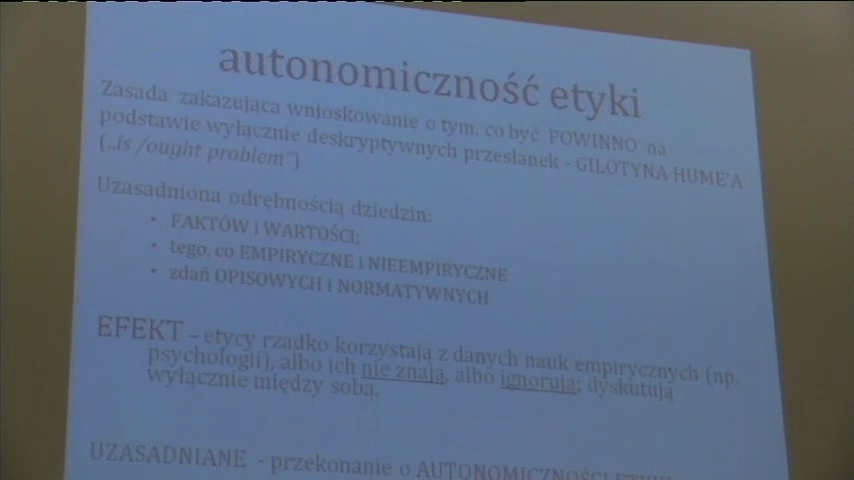 autonomiczność etyki
Zasada zakazująca wnioskowanie o tym, co być POWINNO na
podstawie wyłącznie deskryptywnych przesłanek - GILOTYNA HUME'A
(„is /ought problem")
Uzasadniona odrębnością dziedzin:
• FAKTÓW i WARTOŚCI;
• tego, co EMPIRYCZNE i NIEEMPIRYCZNE
• zdań OPISOWYCH i NORMATYWNYCH
EFEKT – etycy rzadko korzystają z danych nauk empirycznych (np.
psychologii), albo ich nie znają, albo ignorują; dyskutują
wyłącznie między sobą.
UZASADNIANE - przekonanie o AUTONOMICZNOŚCI ETYKI